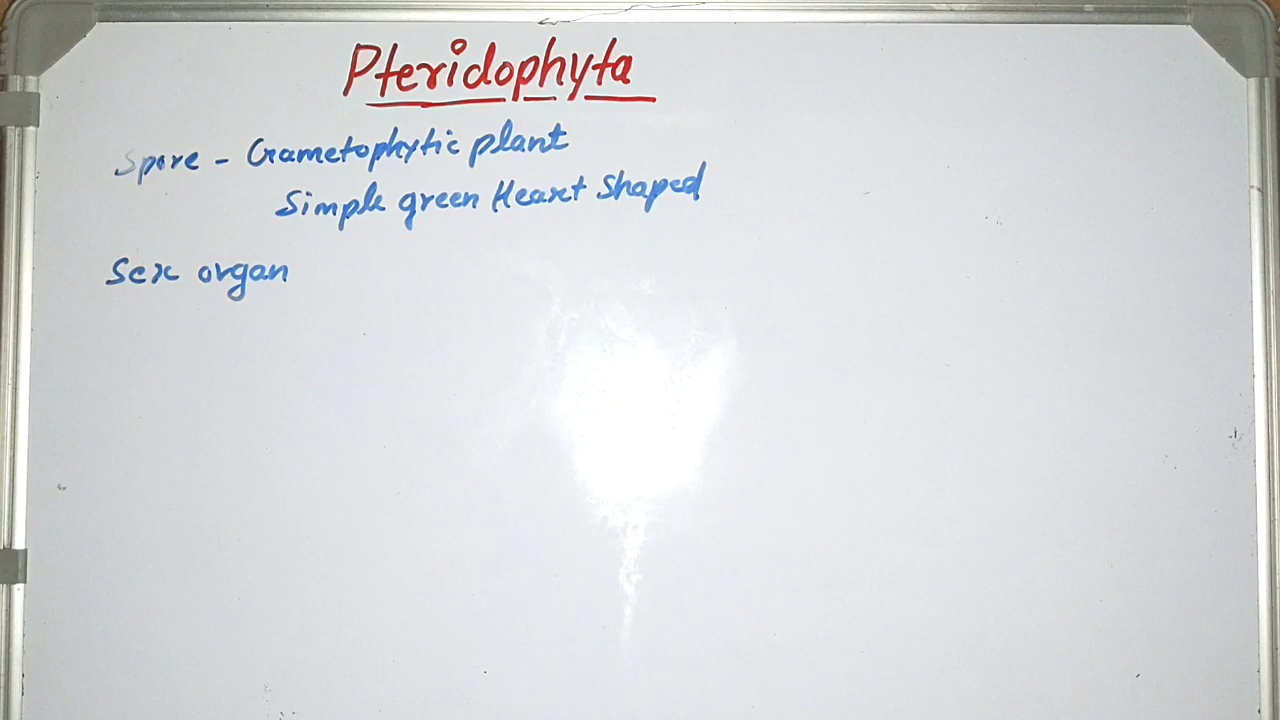 Pteridophyta
Spore - Gametophytic plant
Simple green Heart shaped
Sex organ